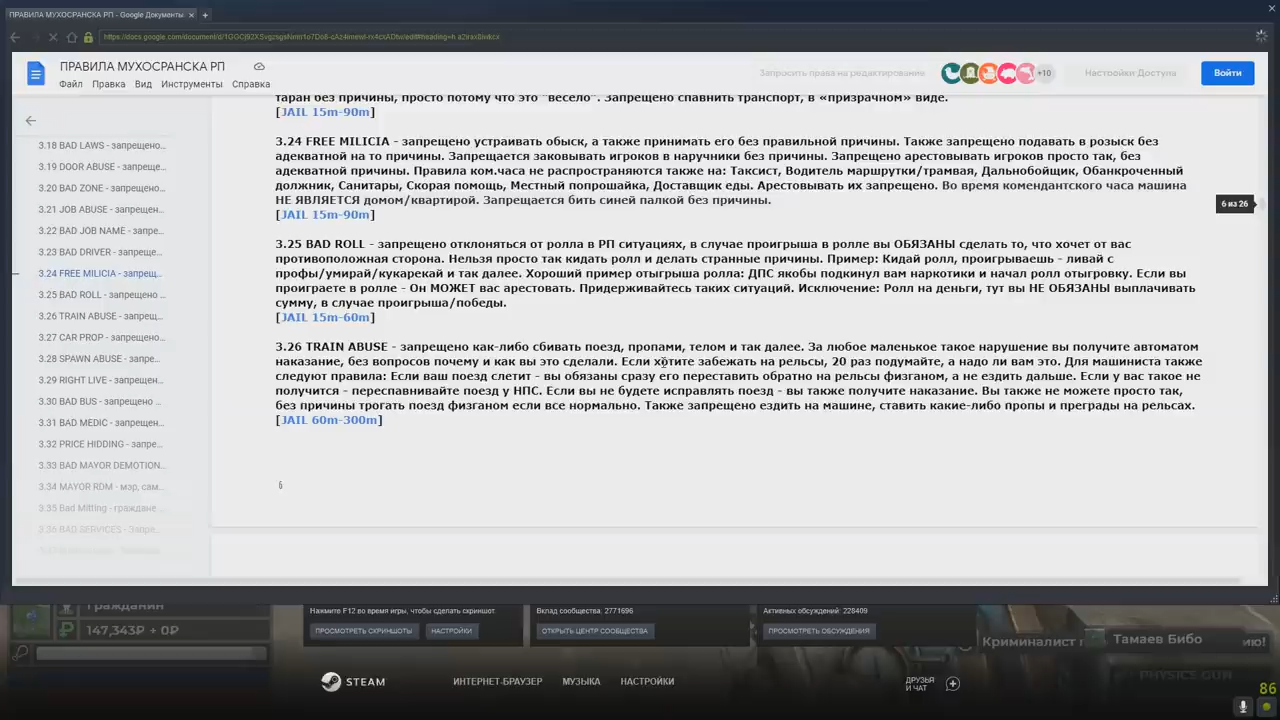 ПРАВИЛА МУХОСРАНСКА РП - Google Документы
ПРАВИЛА МУХОСРАНСКА РП
Файл Правка Вид Инструменты Справка
Запросить права на редактирование
+10
Настройки Доступа
Войти
3.18 BAD LAWS - запрещено...
3.19 DOOR ABUSE - запреще...
3.20 BAD ZONE - запрещено...
3.21 JOB ABUSE - запрещен...
3.22 BAD JOB NAME - запре...
3.23 BAD DRIVER - запреще...
3.24 FREE MILICIA - запрещ...
3.25 BAD ROLL - запрещено ...
3.26 TRAIN ABUSE - запрещ...
3.27 CAR PROP - запрещено...
3.28 SPAWN ABUSE - запре...
3.29 RIGHT LIVE - запрещен...
3.30 BAD BUS - запрещено ...
3.31 BAD MEDIC - запрещен...
3.32 PRICE HIDDING - запре...
3.33 BAD MAYOR DEMOTION...
3.34 MAYOR RDM - мэр, сам...
3.35 Bad Mitting - граждане ...
3.36 BAD SERVICES - Запре...
таран без причины, просто потому что это "весело". Запрещено спавнить транспорт, в «призрачном» виде.
[JAIL 15m-90m]
3.24 FREE MILICIA - запрещено устраивать обыск, а также принимать его без правильной причины. Также запрещено подавать в розыск без
адекватной на то причины. Запрещается заковывать игроков в наручники без причины. Запрещено арестовывать игроков просто так, без
адекватной причины. Правила ком.часа не распространяются также на: Таксист, Водитель маршрутки/трамвая, Дальнобойщик, Обанкроченный
должник, Санитары, Скорая помощь, Местный попрошайка, Доставщик еды. Арестовывать их запрещено. Во время комендантского часа машина
НЕ ЯВЛЯЕТСЯ домом/квартирой. Запрещается бить синей палкой без причины.
[JAIL 15m-90m]
3.25 BAD ROLL - запрещено отклоняться от ролла в РП ситуациях, в случае проигрыша в ролле вы ОБЯЗАНЫ сделать то, что хочет от вас
противоположная сторона. Нельзя просто так кидать ролл и делать странные причины. Пример: Кидай ролл, проигрываешь - ливай с
профы/умирай/кукарекай и так далее. Хороший пример отыгрыша ролла: ДПС якобы подкинул вам наркотики и начал ролл отыгровку. Если вы
проиграете в ролле - Он МОЖЕТ вас арестовать. Придерживайтесь таких ситуаций. Исключение: Ролл на деньги, тут вы НЕ ОБЯЗАНЫ выплачивать
сумму, в случае проигрыша/победы.
[JAIL 15m-60m]
3.26 TRAIN ABUSE - запрещено как-либо сбивать поезд, пропами, телом и так далее. За любое маленькое такое нарушение вы получите автоматом
наказание, без вопросов почему и как вы это сделали. Если хотите забежать на рельсы, 20 раз подумайте, а надо ли вам это. Для машиниста также
следуют правила: Если ваш поезд слетит - вы обязаны сразу его переставить обратно на рельсы физганом, а не ездить дальше. Если у вас такое не
получится - переспавнивайте поезд у НПС. Если вы не будете исправлять поезд - вы также получите наказание. Вы также не можете просто так,
без причины трогать поезд физганом если все нормально. Также запрещено ездить на машине, ставить какие-либо пропы и преграды на рельсах.
[JAIL 60m-300m]
6
6 из 26
Гражданин
147,343₽ + 0₽
Нажмите F12 во время игры, чтобы сделать скриншот.
ПРОСМОТРЕТЬ СКРИНШОТЫ НАСТРОЙКИ
Вклад сообщества: 2771696
ОТКРЫТЬ ЦЕНТР СООБЩЕСТВА
Активных обсуждений: 228409
ПРОСМОТРЕТЬ ОБСУЖДЕНИЯ
Криминалист
Тамаев Бибо
ию!
PHYSICS GUN
STEAM
ИНТЕРНЕТ-БРАУЗЕР МУЗЫКА НАСТРОЙКИ
ДРУЗЬЯ
И ЧАТ
86